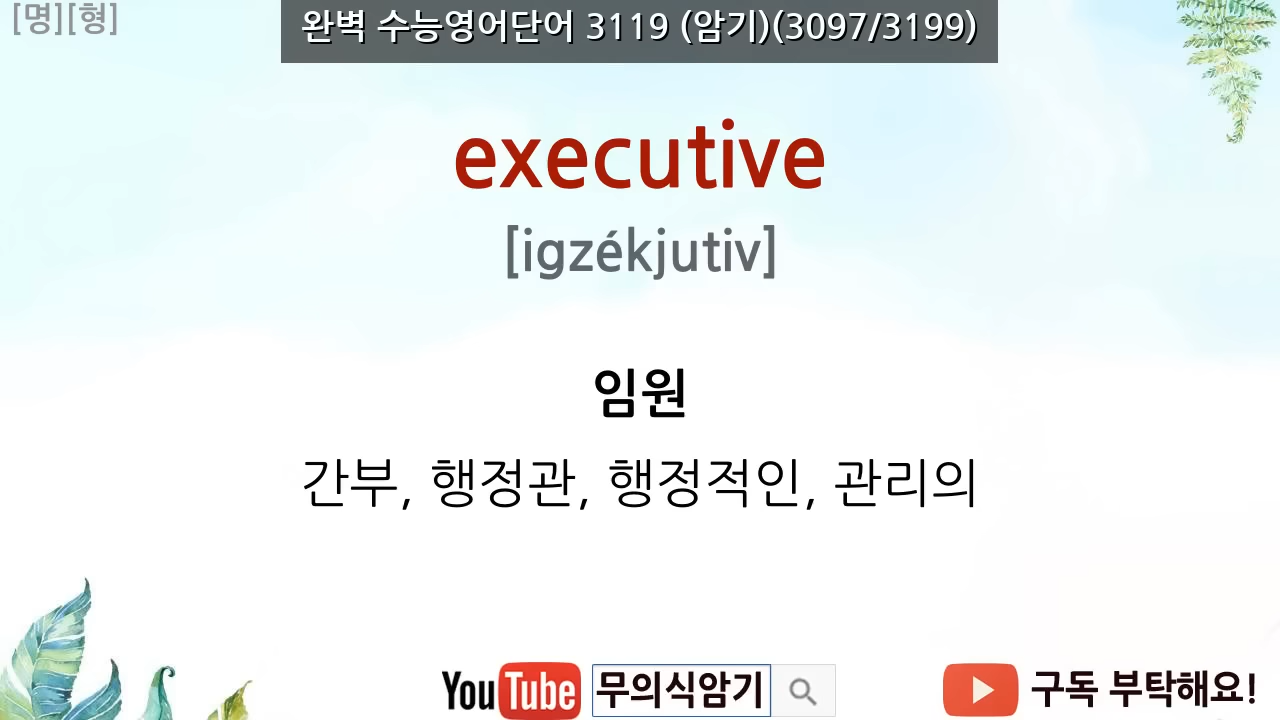 [명][형]
완벽 수능영어단어 3119 (암기)(3097/3199)
executive
[igzékjutiv]
임원
간부, 행정관, 행정적인, 관리의
YouTube 무의식암기
구독 부탁해요!